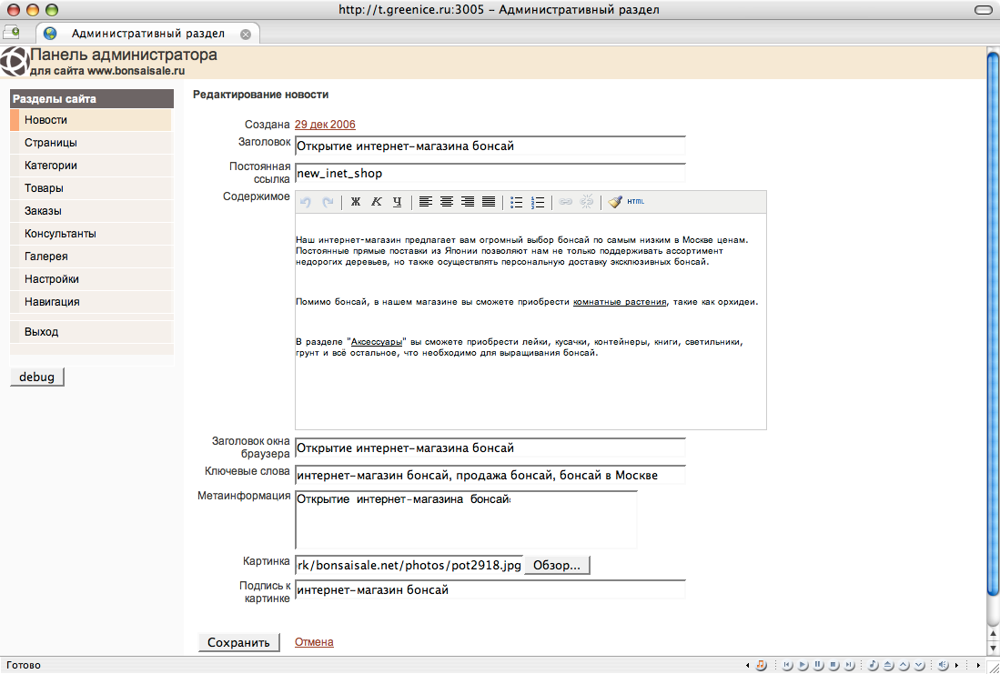 http://t.greenice.ru:3005 – Административный раздел
Административный раздел
Панель администратора
для сайта www.bonsaisale.ru
Разделы сайта
Новости
Страницы
Категории
Товары
Заказы
Консультанты
Галерея
Настройки
Навигация
Выход
debug
Редактирование новости
Создана 29 дек 2006
Заголовок Открытие интернет-магазина бонсай
Постоянная
ссылка new_inet_shop
Содержимое
Ж К Ч HTML
Наш интернет-магазин предлагает вам огромный выбор бонсай по самым низким в Москве ценам.
Постоянные прямые поставки из Японии позволяют нам не только поддерживать ассортимент
недорогих деревьев, но также осуществлять персональную доставку эксклюзивных бонсай.
Помимо бонсай, в нашем магазине вы сможете приобрести комнатные растения, такие как орхидеи.
В разделе "Аксессуары" вы сможете приобрести лейки, кусачки, контейнеры, книги, светильники,
грунт и всё остальное, что необходимо для выращивания бонсай.
Заголовок окна
браузера Открытие интернет-магазина бонсай
Ключевые слова интернет-магазин бонсай, продажа бонсай, бонсай в Москве
Метаинформация Открытие интернет-магазина бонсай
Картинка rk/bonsaisale.net/photos/pot2918.jpg Обзор...
Подпись к
картинке интернет-магазин бонсай
Сохранить Отмена
Готово